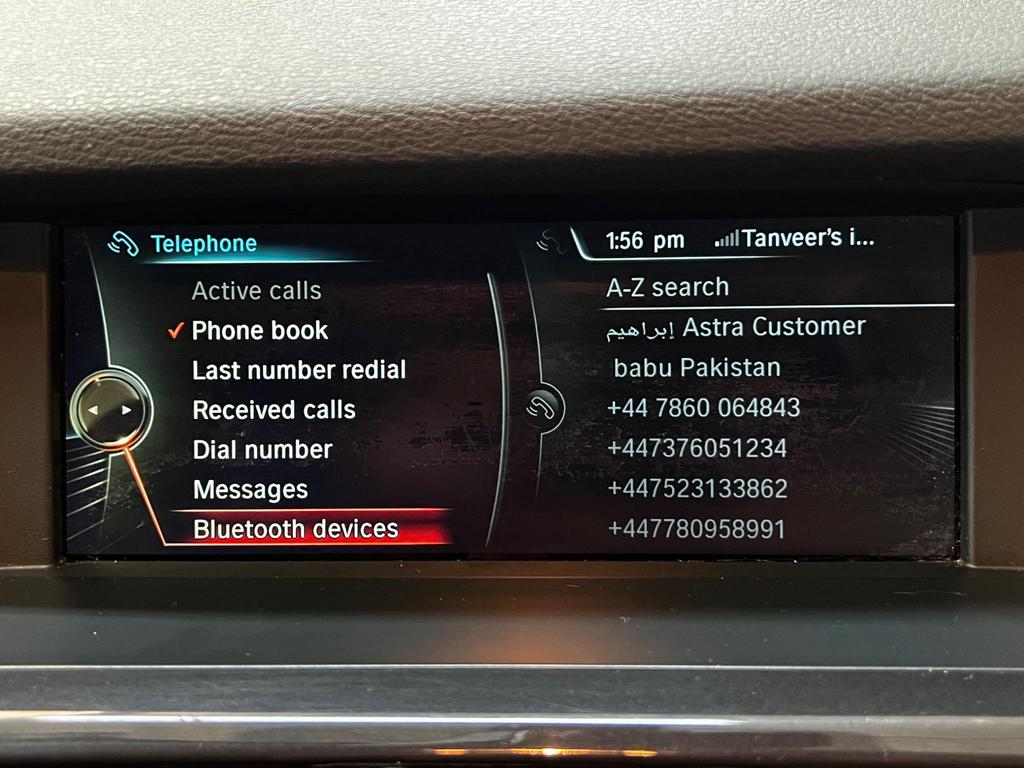 Telephone
Active calls
Phone book
Last number redial
Received calls
Dial number
Messages
Bluetooth devices
1:56 pm Tanveer's i...
A-Z search
إبراهيم Astra Customer
babu Pakistan
+44 7860 064843
+447376051234
+447523133862
+447780958991